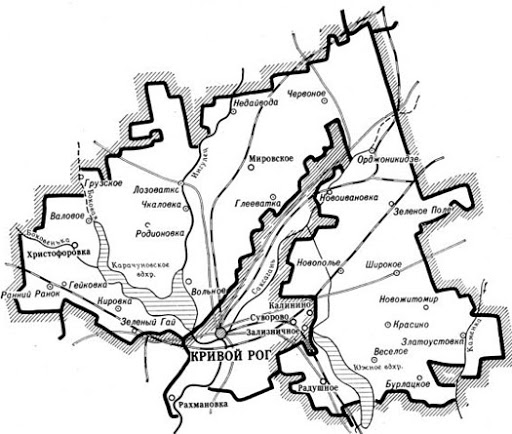 Червоное
Недайвода
Ингулец
Мировское
Орджоникидзе
Грузское
Лозоватка
Чкаловка
Глееватка
Новоивановка
Зеленое Поле
Валовое
Боковая
Родионовка
Боковенька
Христофоровка
Карачуновское
вдхр.
Саксагань
Новополье
Широкое
Ранний Ранок
Гейковка
Вольное
Кировка
Калинино
Суворово
Зализничное
Новожитомир
Красино
Зеленый Гай
КРИВОЙ РОГ
Златоустовка
Каменка
Веселое
Южное вдхр.
Радушное
Бурлацкое
Рахмановка